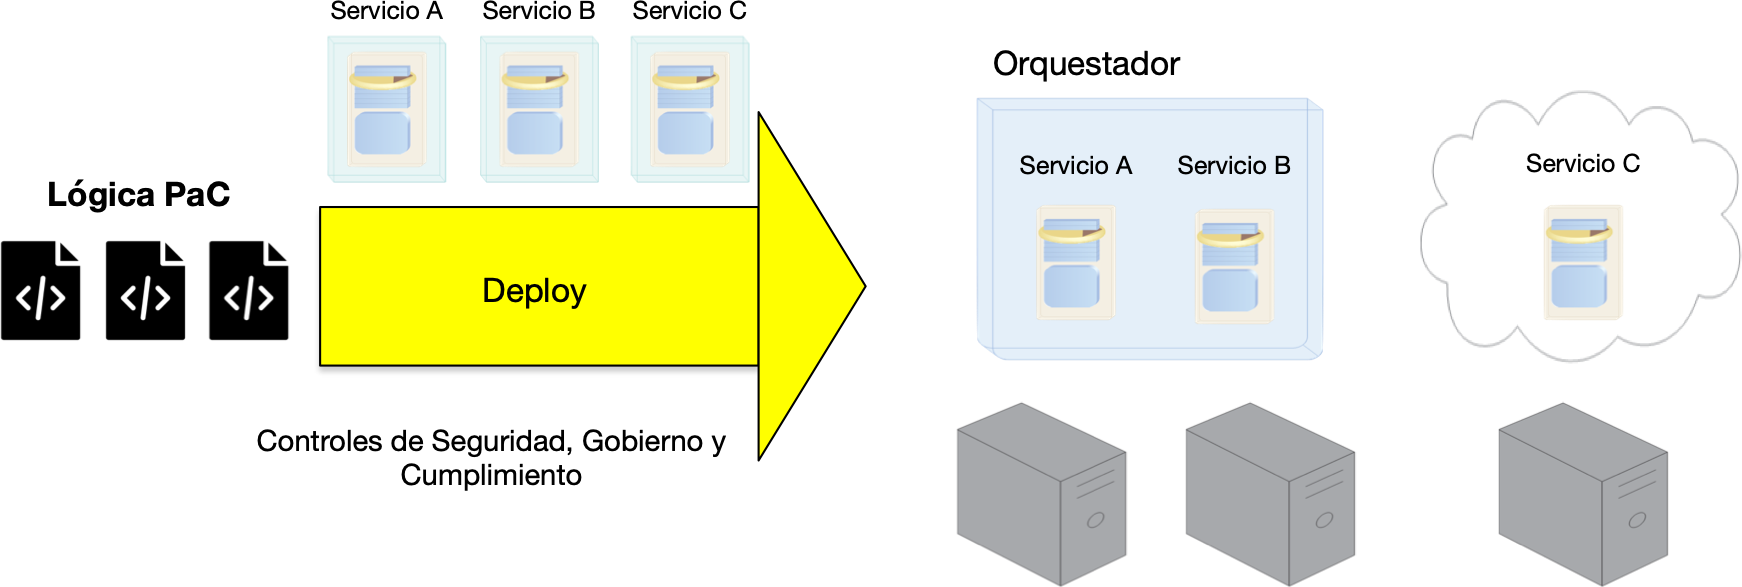 Servicio A
Servicio B
Servicio C
Lógica PaC
Deploy
Controles de Seguridad, Gobierno y
Cumplimiento
Orquestador
Servicio A
Servicio B
Servicio C